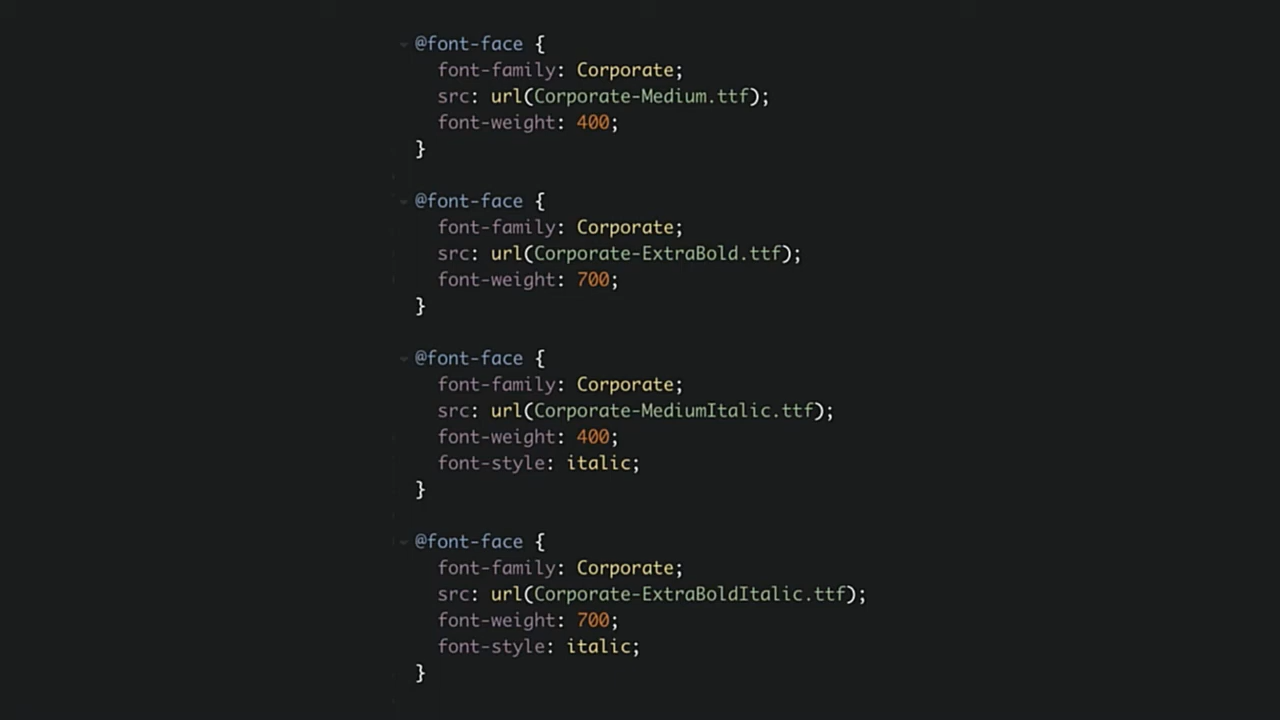 @font-face {
font-family: Corporate;
src: url(Corporate-Medium.ttf);
font-weight: 400;
}
@font-face {
font-family: Corporate;
src: url(Corporate-ExtraBold.ttf);
font-weight: 700;
}
@font-face {
font-family: Corporate;
src: url(Corporate-MediumItalic.ttf);
font-weight: 400;
font-style: italic;
}
@font-face {
font-family: Corporate;
src: url(Corporate-ExtraBoldItalic.ttf);
font-weight: 700;
font-style: italic;
}